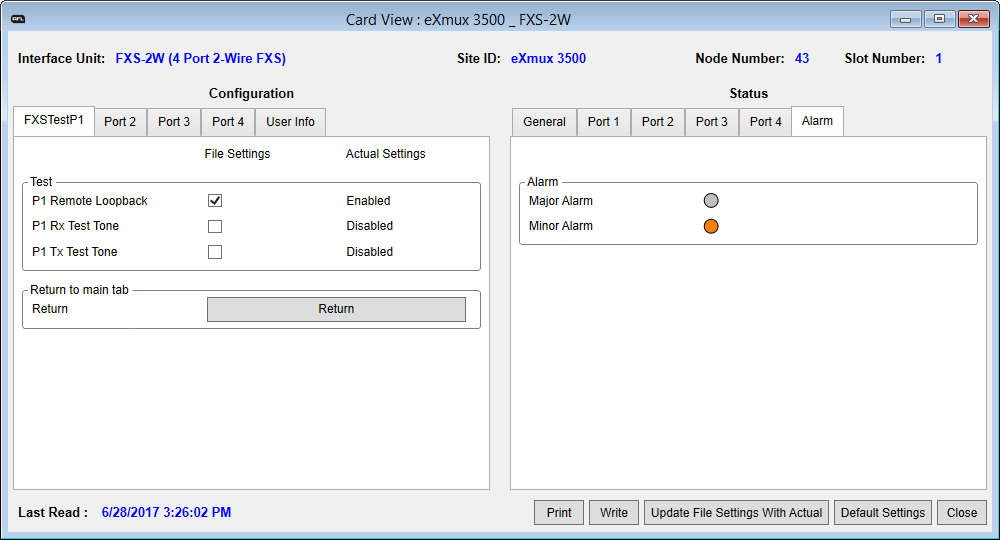 RFL
Card View : eXmux 3500 _ FXS-2W
Interface Unit: FXS-2W (4 Port 2-Wire FXS) Site ID: eXmux 3500 Node Number: 43 Slot Number: 1
Configuration
FXSTestP1 Port 2 Port 3 Port 4 User Info
File Settings Actual Settings
Test
P1 Remote Loopback Enabled
P1 Rx Test Tone Disabled
P1 Tx Test Tone Disabled
Return to main tab
Return Return
Status
General Port 1 Port 2 Port 3 Port 4 Alarm
Alarm
Major Alarm
Minor Alarm
Last Read : 6/28/2017 3:26:02 PM
Print Write Update File Settings With Actual Default Settings Close